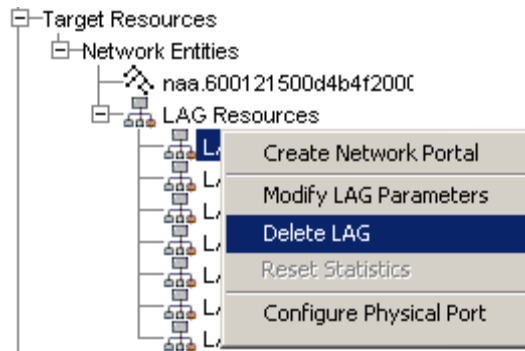 Target Resources
Network Entities
naa.600121500d4b4f2000
LAG Resources
Create Network Portal
Modify LAG Parameters
Delete LAG
Reset Statistics
Configure Physical Port